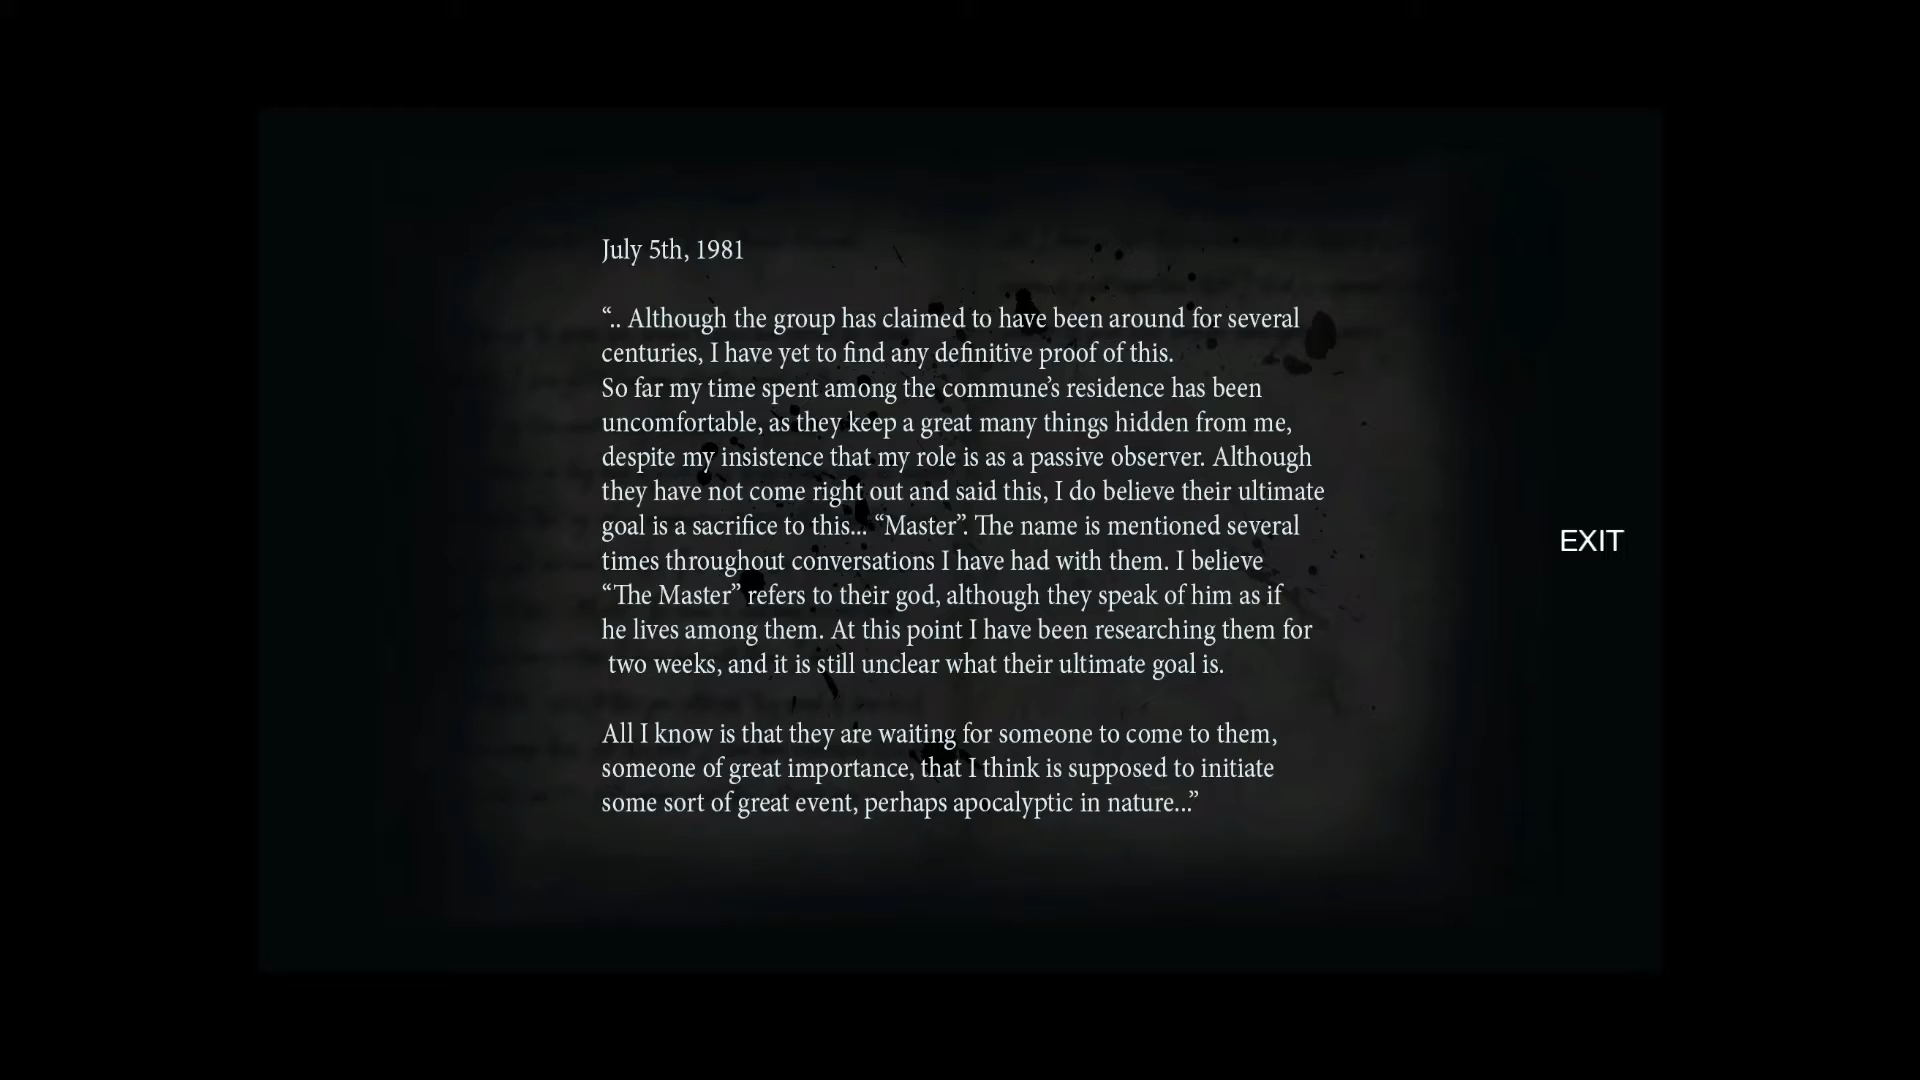 July 5th, 1981
“.. Although the group has claimed to have been around for several
centuries, I have yet to find any definitive proof of this.
So far my time spent among the commune’s residence has been
uncomfortable, as they keep a great many things hidden from me,
despite my insistence that my role is as a passive observer. Although
they have not come right out and said this, I do believe their ultimate
goal is a sacrifice to this... “Master”. The name is mentioned several
times throughout conversations I have had with them. I believe
“The Master” refers to their god, although they speak of him as if
he lives among them. At this point I have been researching them for
two weeks, and it is still unclear what their ultimate goal is.
All I know is that they are waiting for someone to come to them,
someone of great importance, that I think is supposed to initiate
some sort of great event, perhaps apocalyptic in nature...”
EXIT